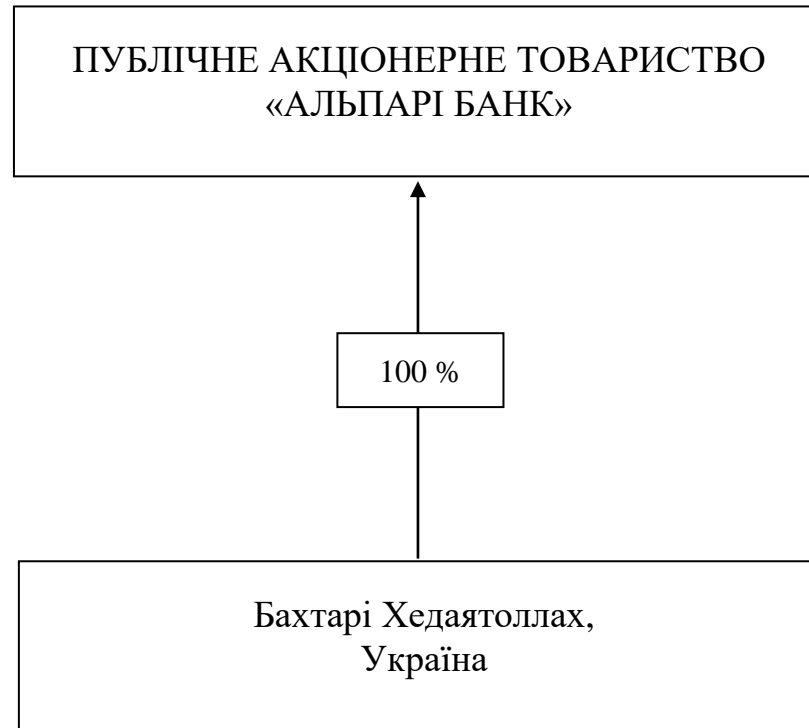 ПУБЛІЧНЕ АКЦІОНЕРНЕ ТОВАРИСТВО
«АЛЬПАРІ БАНК»
100 %
Бахтарі Хедаятоллах,
Україна